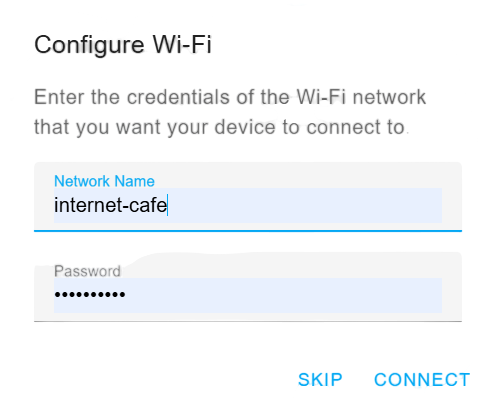 Configure Wi-Fi
Enter the credentials of the Wi-Fi network
that you want your device to connect to.
Network Name
internet-cafe
Password
••••••••••
SKIP CONNECT